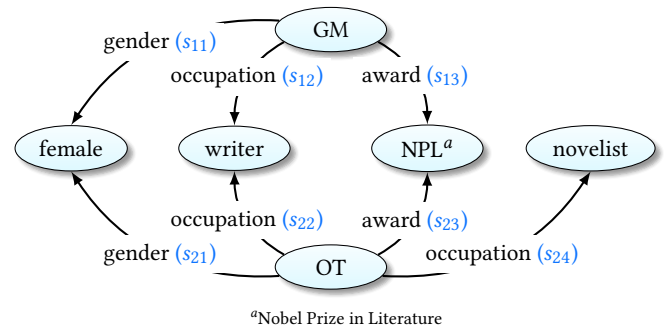 GM
gender (s11)
occupation (s12)
award (s13)
female
writer
NPLa
novelist
occupation (s22)
award (s23)
gender (s21)
occupation (s24)
OT
aNobel Prize in Literature